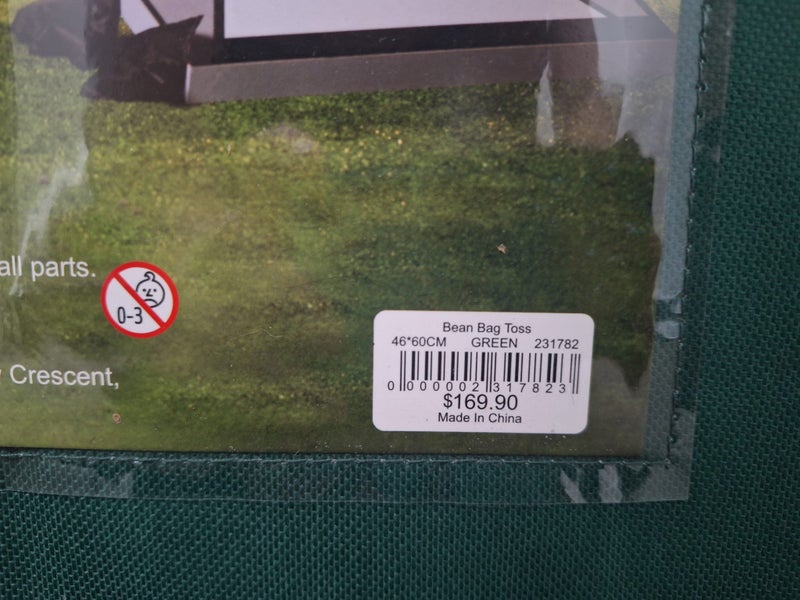 all parts.
0-3
Crescent,
Bean Bag Toss
46*60CM GREEN 231782
0 000002 317823
$169.90
Made In China